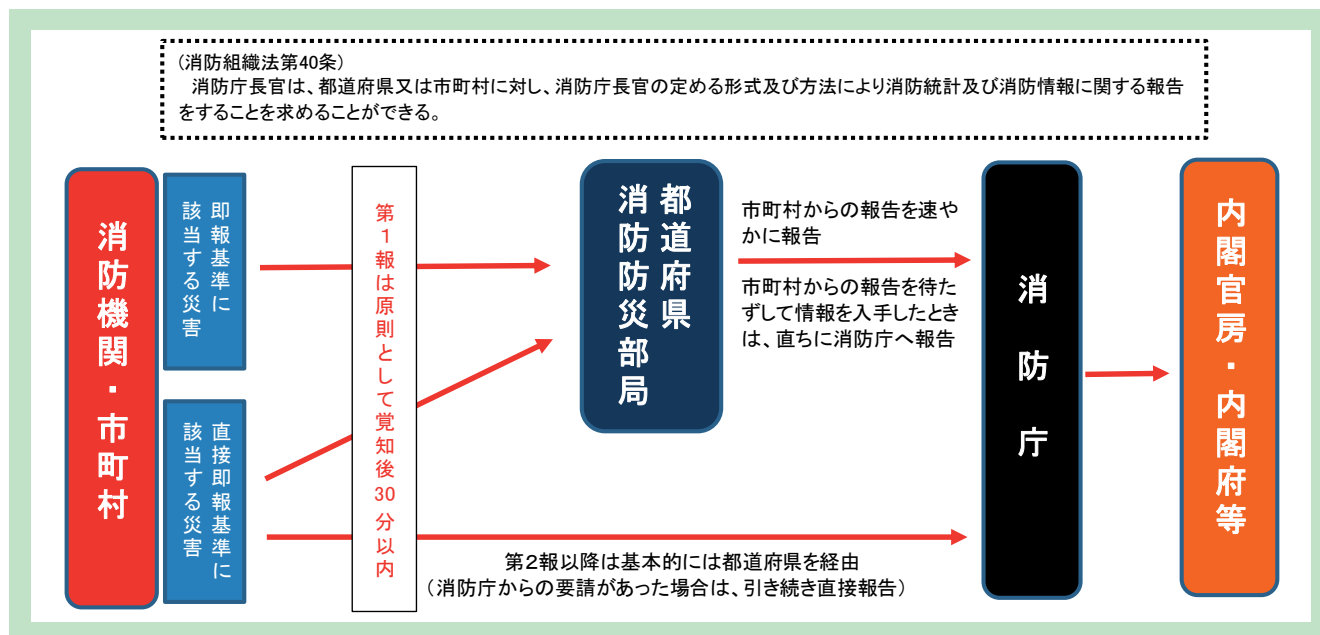 (消防組織法第40条)
消防庁長官は、都道府県又は市町村に対し、消防庁長官の定める形式及び方法により消防統計及び消防情報に関する報告
をすることを求めることができる。
消防機関・市町村
即報基準に
該当する災害
直接即報基準に
該当する災害
第1報は原則として覚知後30分以内
都道府県
消防防災部局
市町村からの報告を速や
かに報告
市町村からの報告を待た
ずして情報を入手したとき
は、直ちに消防庁へ報告
第2報以降は基本的には都道府県を経由
(消防庁からの要請があった場合は、引き続き直接報告)
消防庁
内閣官房・内閣府等